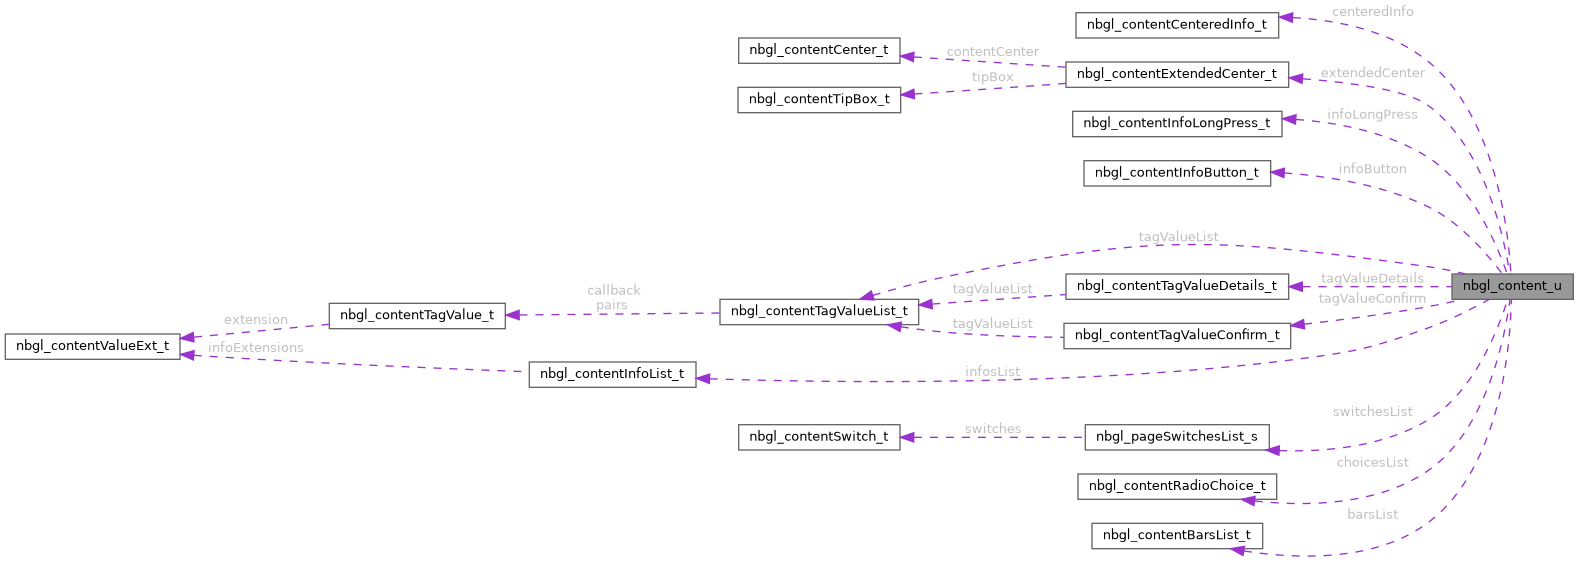 centeredInfo
nbgl_contentCenteredInfo_t
nbgl_contentCenter_t
contentCenter
nbgl_contentExtendedCenter_t
extendedCenter
tipBox
nbgl_contentTipBox_t
infoLongPress
nbgl_contentInfoLongPress_t
infoButton
nbgl_contentInfoButton_t
tagValueList
nbgl_contentTagValueDetails_t
tagValueDetails
nbgl_content_u
tagValueList
callback
pairs
tagValueConfirm
nbgl_contentTagValueList_t
nbgl_contentTagValue_t
extension
tagValueList
nbgl_contentTagValueConfirm_t
nbgl_contentValueExt_t
infoExtensions
nbgl_contentInfoList_t
infosList
switchesList
nbgl_contentSwitch_t
switches
nbgl_pageSwitchesList_s
choicesList
nbgl_contentRadioChoice_t
barsList
nbgl_contentBarsList_t